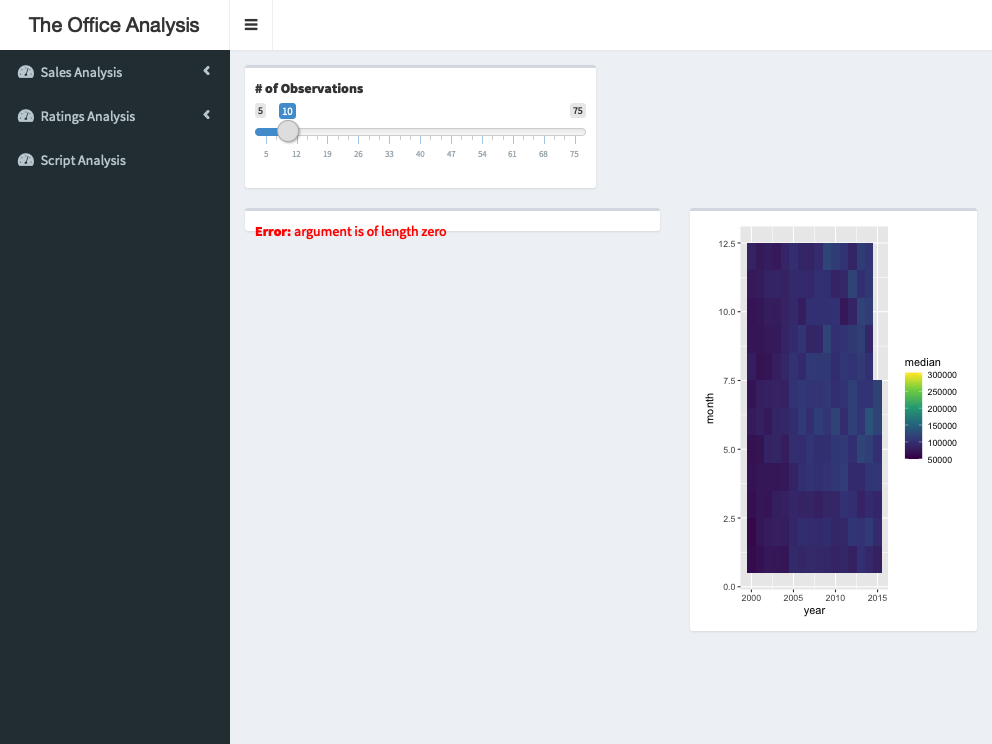 The Office Analysis
Sales Analysis
Ratings Analysis
Script Analysis
# of Observations
5 10 75
5 12 19 26 33 40 47 54 61 68 75
Error: argument is of length zero
12.5
10.0
7.5
5.0
2.5
0.0
month
2000 2005 2010 2015
year
median
300000
250000
200000
150000
100000
50000